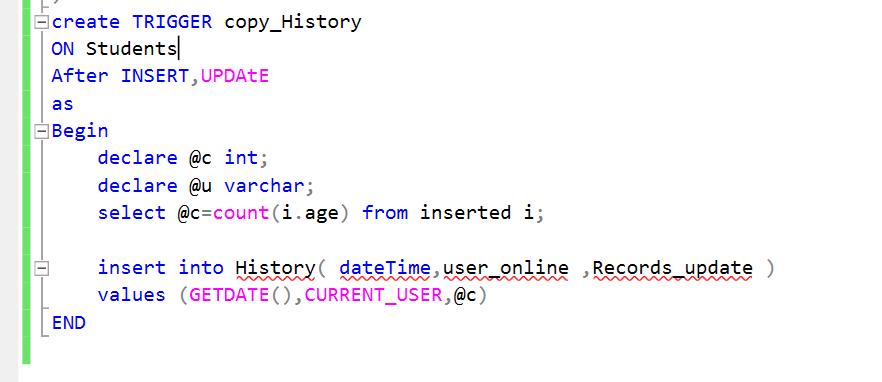 create TRIGGER copy_History
ON Students
After INSERT,UPDAtE
as
Begin
declare @c int;
declare @u varchar;
select @c=count(i.age) from inserted i;
insert into History( dateTime,user_online ,Records_update )
values (GETDATE(),CURRENT_USER,@c)
END